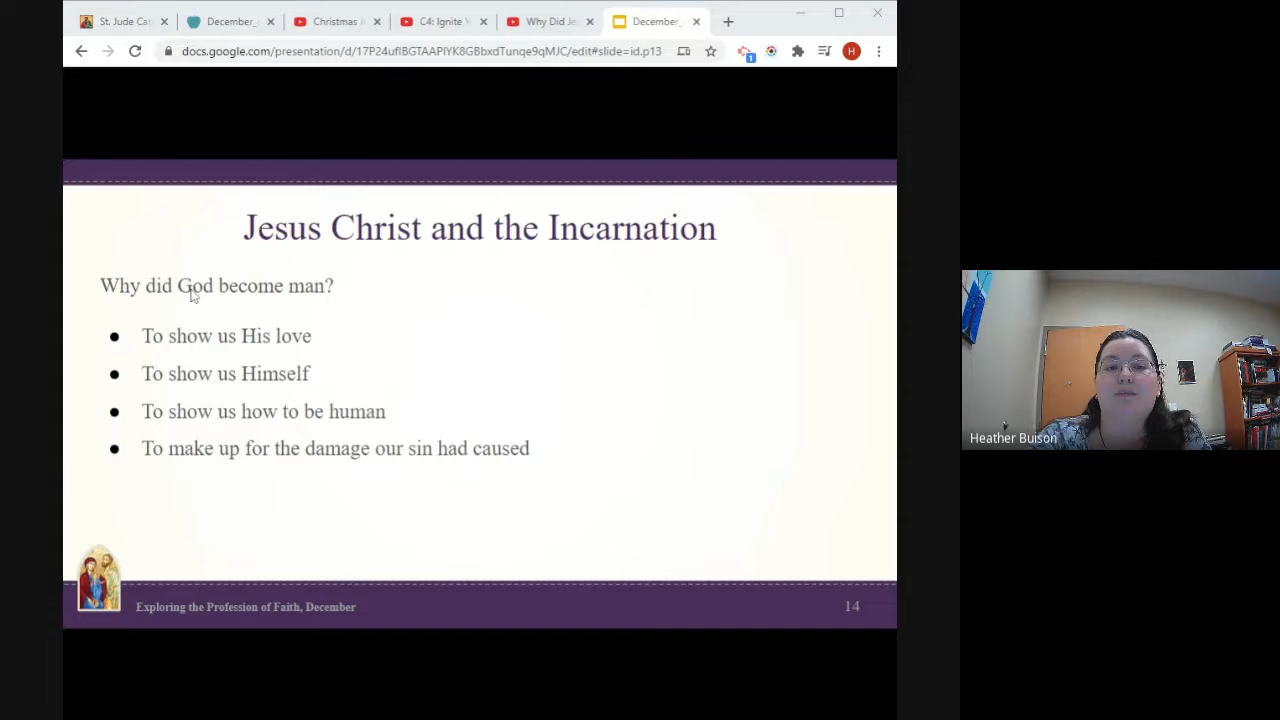 St. Jude Cat
December_
Christmas
C4: Ignite
Why Did Je
December_
docs.google.com/presentation/d/17P24uflBGTAAPlYK8GBbxdTunqe9qMJC/edit#slide=id.p13
1
H
Jesus Christ and the Incarnation
Why did God become man?
● To show us His love
● To show us Himself
● To show us how to be human
● To make up for the damage our sin had caused
Heather Buison
Exploring the Profession of Faith, December
14